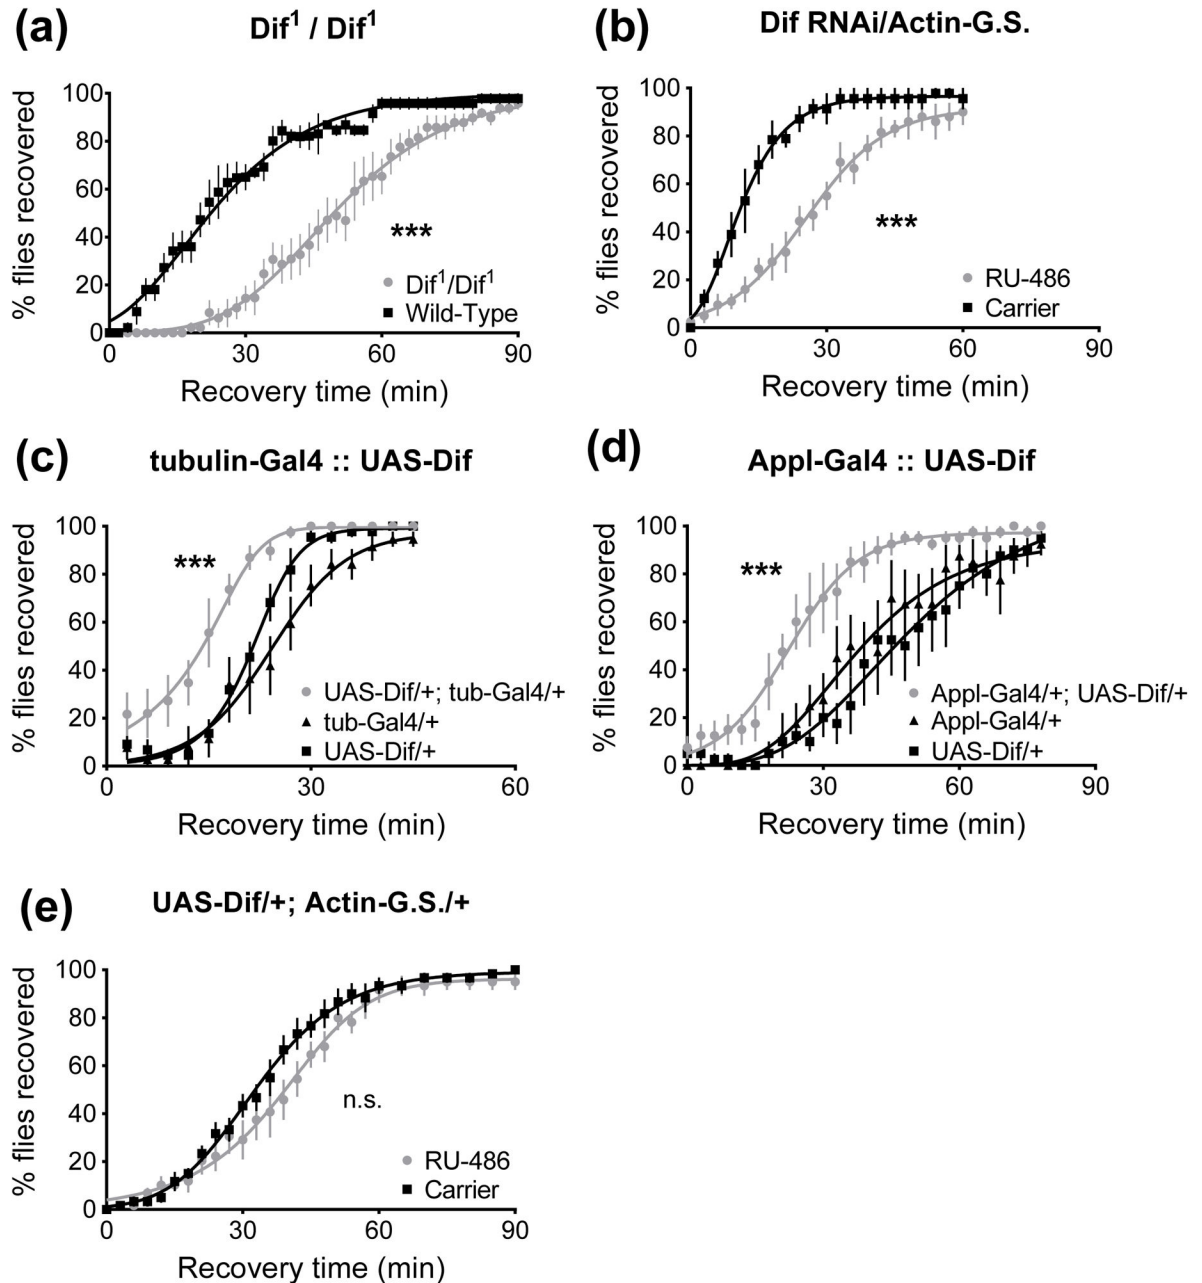 (a)
Dif¹ / Dif¹
% flies recovered
100
80
60
40
20
0
***
Dif¹/Dif¹
Wild-Type
0 30 60 90
Recovery time (min)
(b)
Dif RNAi/Actin-G.S.
% flies recovered
100
80
60
40
20
0
***
RU-486
Carrier
0 30 60 90
Recovery time (min)
(c)
tubulin-Gal4 :: UAS-Dif
% flies recovered
100
80
60
40
20
0
***
UAS-Dif/+; tub-Gal4/+
tub-Gal4/+
UAS-Dif/+
0 30 60
Recovery time (min)
(d)
Appl-Gal4 :: UAS-Dif
% flies recovered
100
80
60
40
20
0
***
Appl-Gal4/+; UAS-Dif/+
Appl-Gal4/+
UAS-Dif/+
0 30 60 90
Recovery time (min)
(e)
UAS-Dif/+; Actin-G.S./+
% flies recovered
100
80
60
40
20
0
n.s.
RU-486
Carrier
0 30 60 90
Recovery time (min)